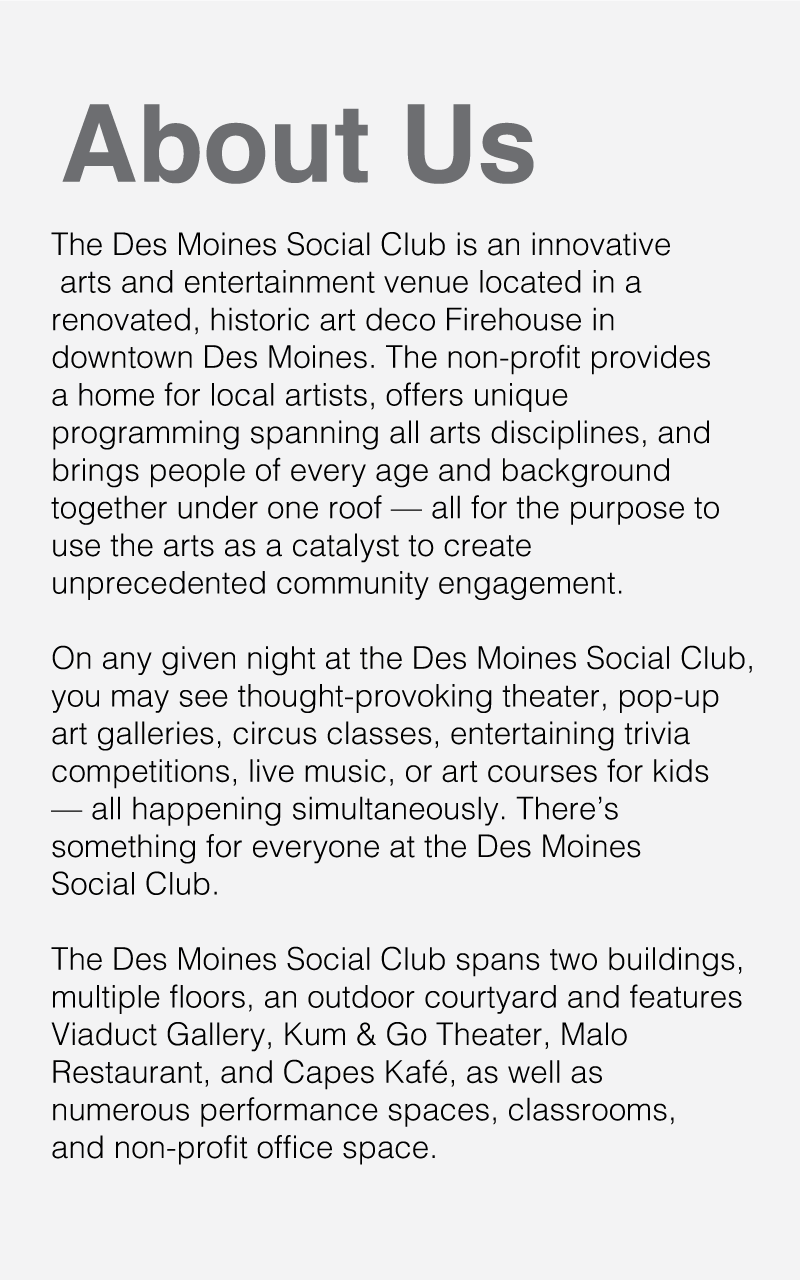 About Us
The Des Moines Social Club is an innovative
arts and entertainment venue located in a
renovated, historic art deco Firehouse in
downtown Des Moines. The non-profit provides
a home for local artists, offers unique
programming spanning all arts disciplines, and
brings people of every age and background
together under one roof — all for the purpose to
use the arts as a catalyst to create
unprecedented community engagement.
On any given night at the Des Moines Social Club,
you may see thought-provoking theater, pop-up
art galleries, circus classes, entertaining trivia
competitions, live music, or art courses for kids
— all happening simultaneously. There’s
something for everyone at the Des Moines
Social Club.
The Des Moines Social Club spans two buildings,
multiple floors, an outdoor courtyard and features
Viaduct Gallery, Kum & Go Theater, Malo
Restaurant, and Capes Kafé, as well as
numerous performance spaces, classrooms,
and non-profit office space.